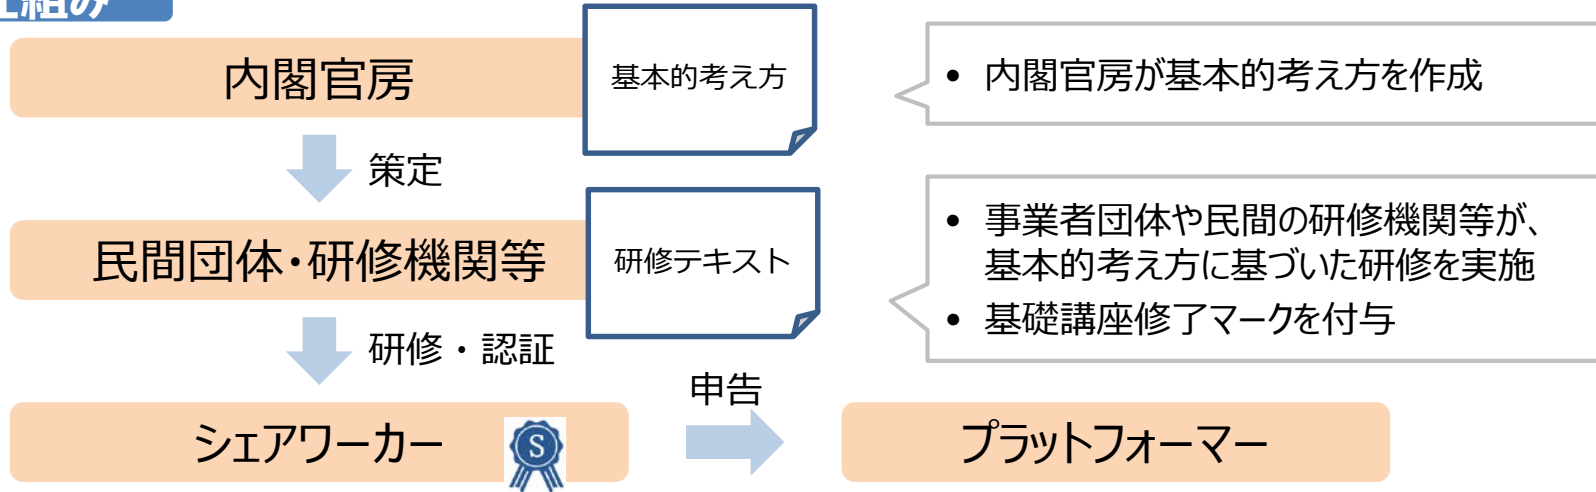 仕組み
内閣官房
基本的考え方
• 内閣官房が基本的考え方を作成
策定
民間団体・研修機関等
研修テキスト
• 事業者団体や民間の研修機関等が、
基本的考え方に基づいた研修を実施
• 基礎講座修了マークを付与
研修・認証
申告
シェアワーカー
S
プラットフォーマー